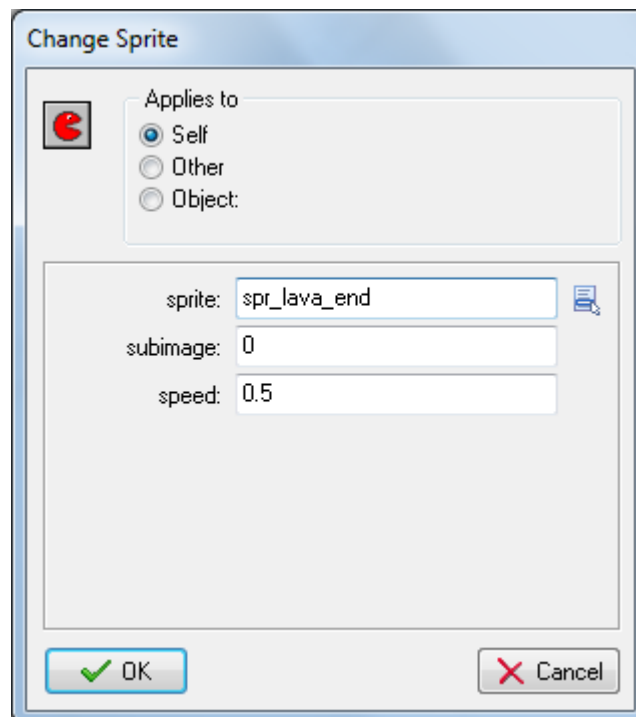 Change Sprite
Applies to
Self
Other
Object:
sprite: spr_lava_end
subimage: 0
speed: 0.5
OK Cancel